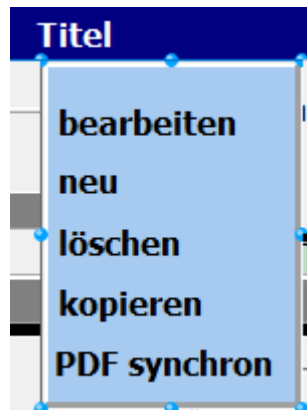 Titel
bearbeiten
neu
löschen
kopieren
PDF synchron